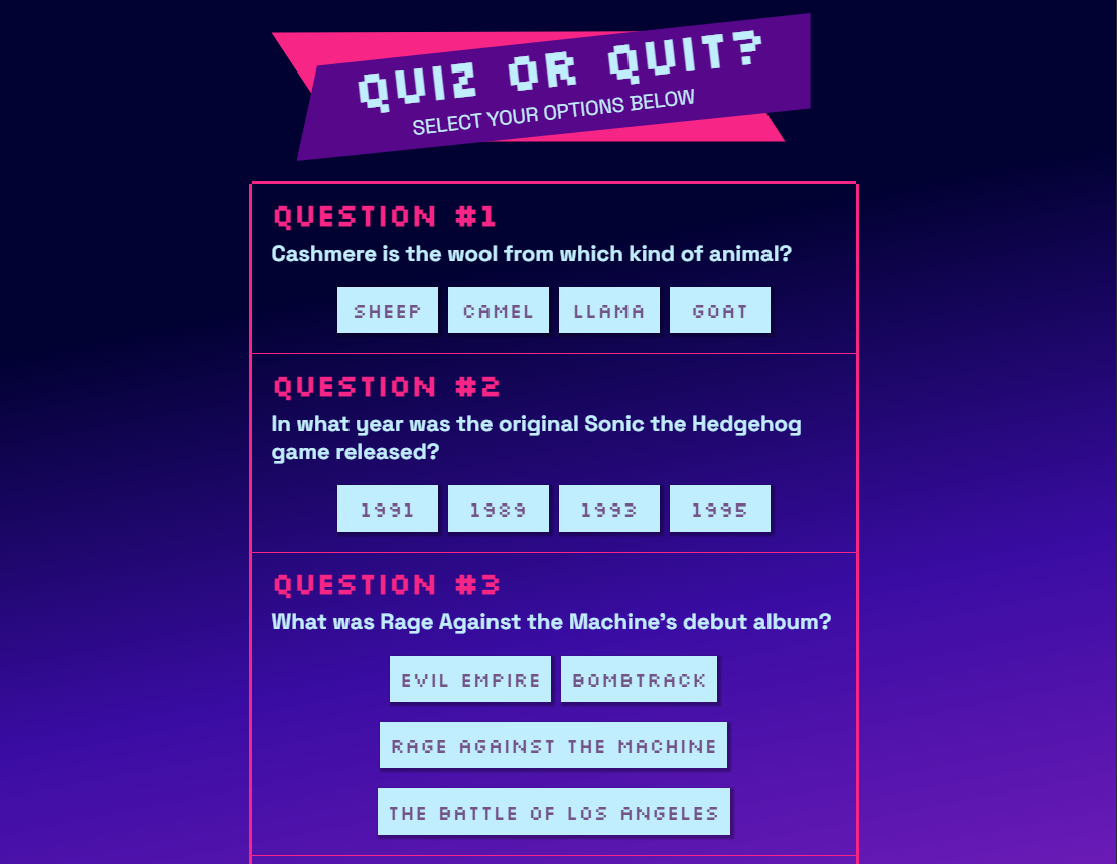 QUIZ OR QUIT?
SELECT YOUR OPTIONS BELOW
QUESTION #1
Cashmere is the wool from which kind of animal?
SHEEP CAMEL LLAMA GOAT
QUESTION #2
In what year was the original Sonic the Hedgehog
game released?
1991 1989 1993 1995
QUESTION #3
What was Rage Against the Machine’s debut album?
EVIL EMPIRE BOMBTRACK
RAGE AGAINST THE MACHINE
THE BATTLE OF LOS ANGELES